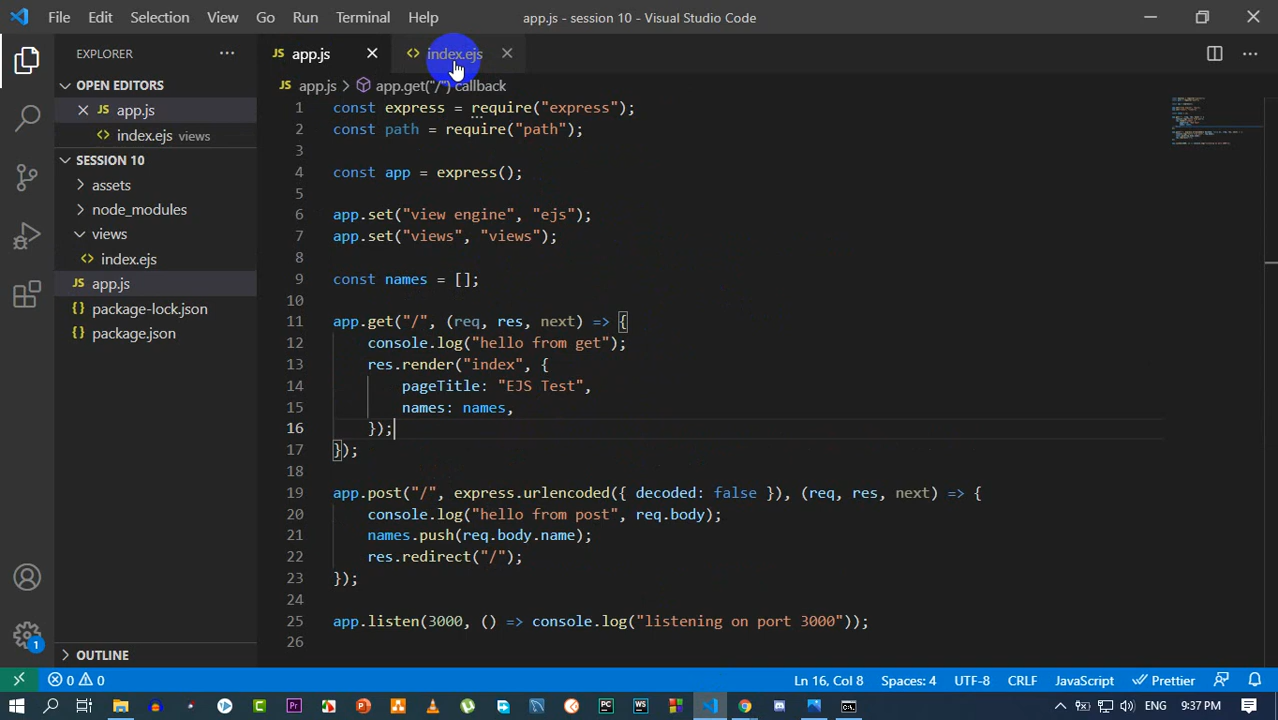 File Edit Selection View Go Run Terminal Help app.js - session 10 - Visual Studio Code
EXPLORER
OPEN EDITORS
app.js
index.ejs views
SESSION 10
assets
node_modules
views
index.ejs
JS app.js
package-lock.json
package.json
OUTLINE
JS app.js index.ejs
JS app.js app.get("/") callback
1 const express = require("express");
2 const path = require("path");
3
4 const app = express();
5
6 app.set("view engine", "ejs");
7 app.set("views", "views");
8
9 const names = [];
10
11 app.get("/", (req, res, next) => {
12 console.log("hello from get");
13 res.render("index", {
14 pageTitle: "EJS Test",
15 names: names,
16 });
17 });
18
19 app.post("/", express.urlencoded({ decoded: false }), (req, res, next) => {
20 console.log("hello from post", req.body);
21 names.push(req.body.name);
22 res.redirect("/");
23 });
24
25 app.listen(3000, () => console.log("listening on port 3000"));
26
1
0 0 Ln 16, Col 8 Spaces: 4 UTF-8 CRLF JavaScript Prettier
PC WS 9:37 PM